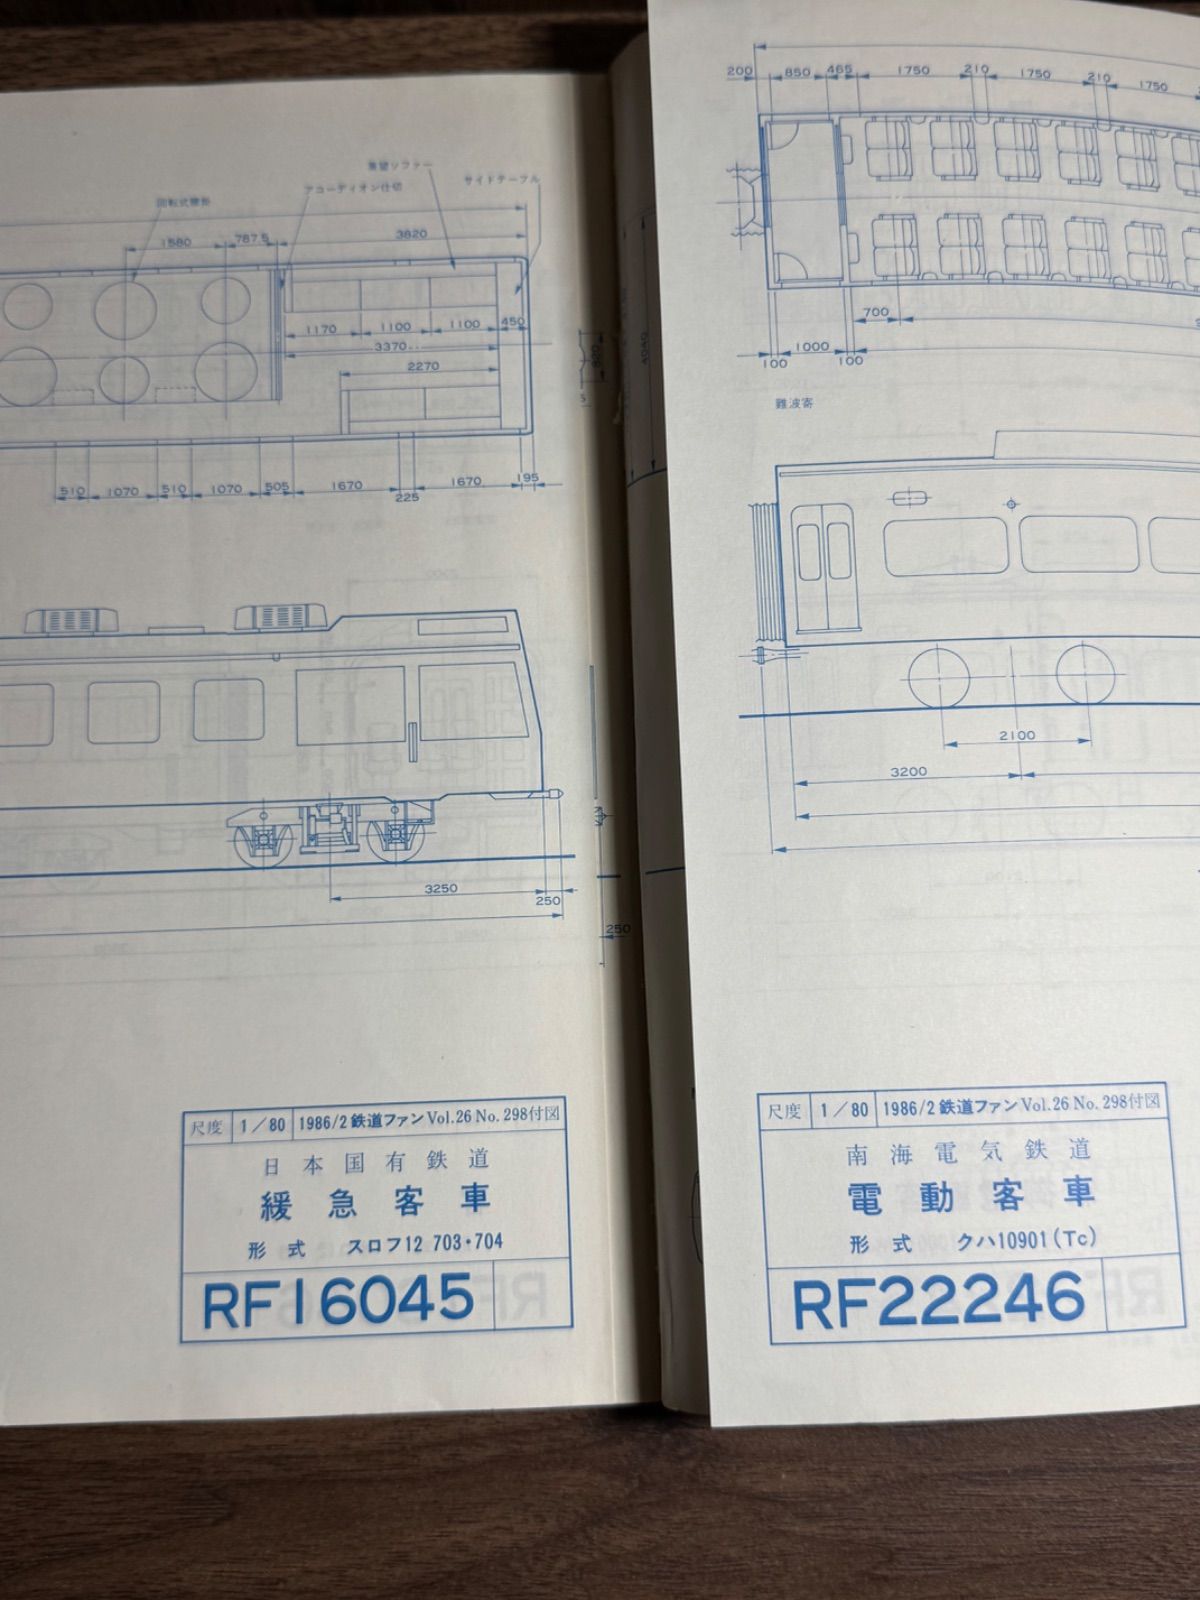 展望ソファー
アコーディオン仕切
サイドテーブル
3820
1580
787.5
1170
1100
1100
450
3370
2270
510
1070
510
1070
505
1670
225
1670
195
3250
250
尺度 1/80 1986/2 鉄道ファン Vol.26 No.298付図
日本国有鉄道
緩急客車
形式 スロフ12 703・704
RF16045
4040
250
200
850
465
1750
210
1750
210
1750
700
100
1000
100
難波寄
2100
3200
尺度 1/80 1986/2 鉄道ファン Vol.26 No.298付図
南海電気鉄道
電動客車
形式 クハ10901(Tc)
RF22246